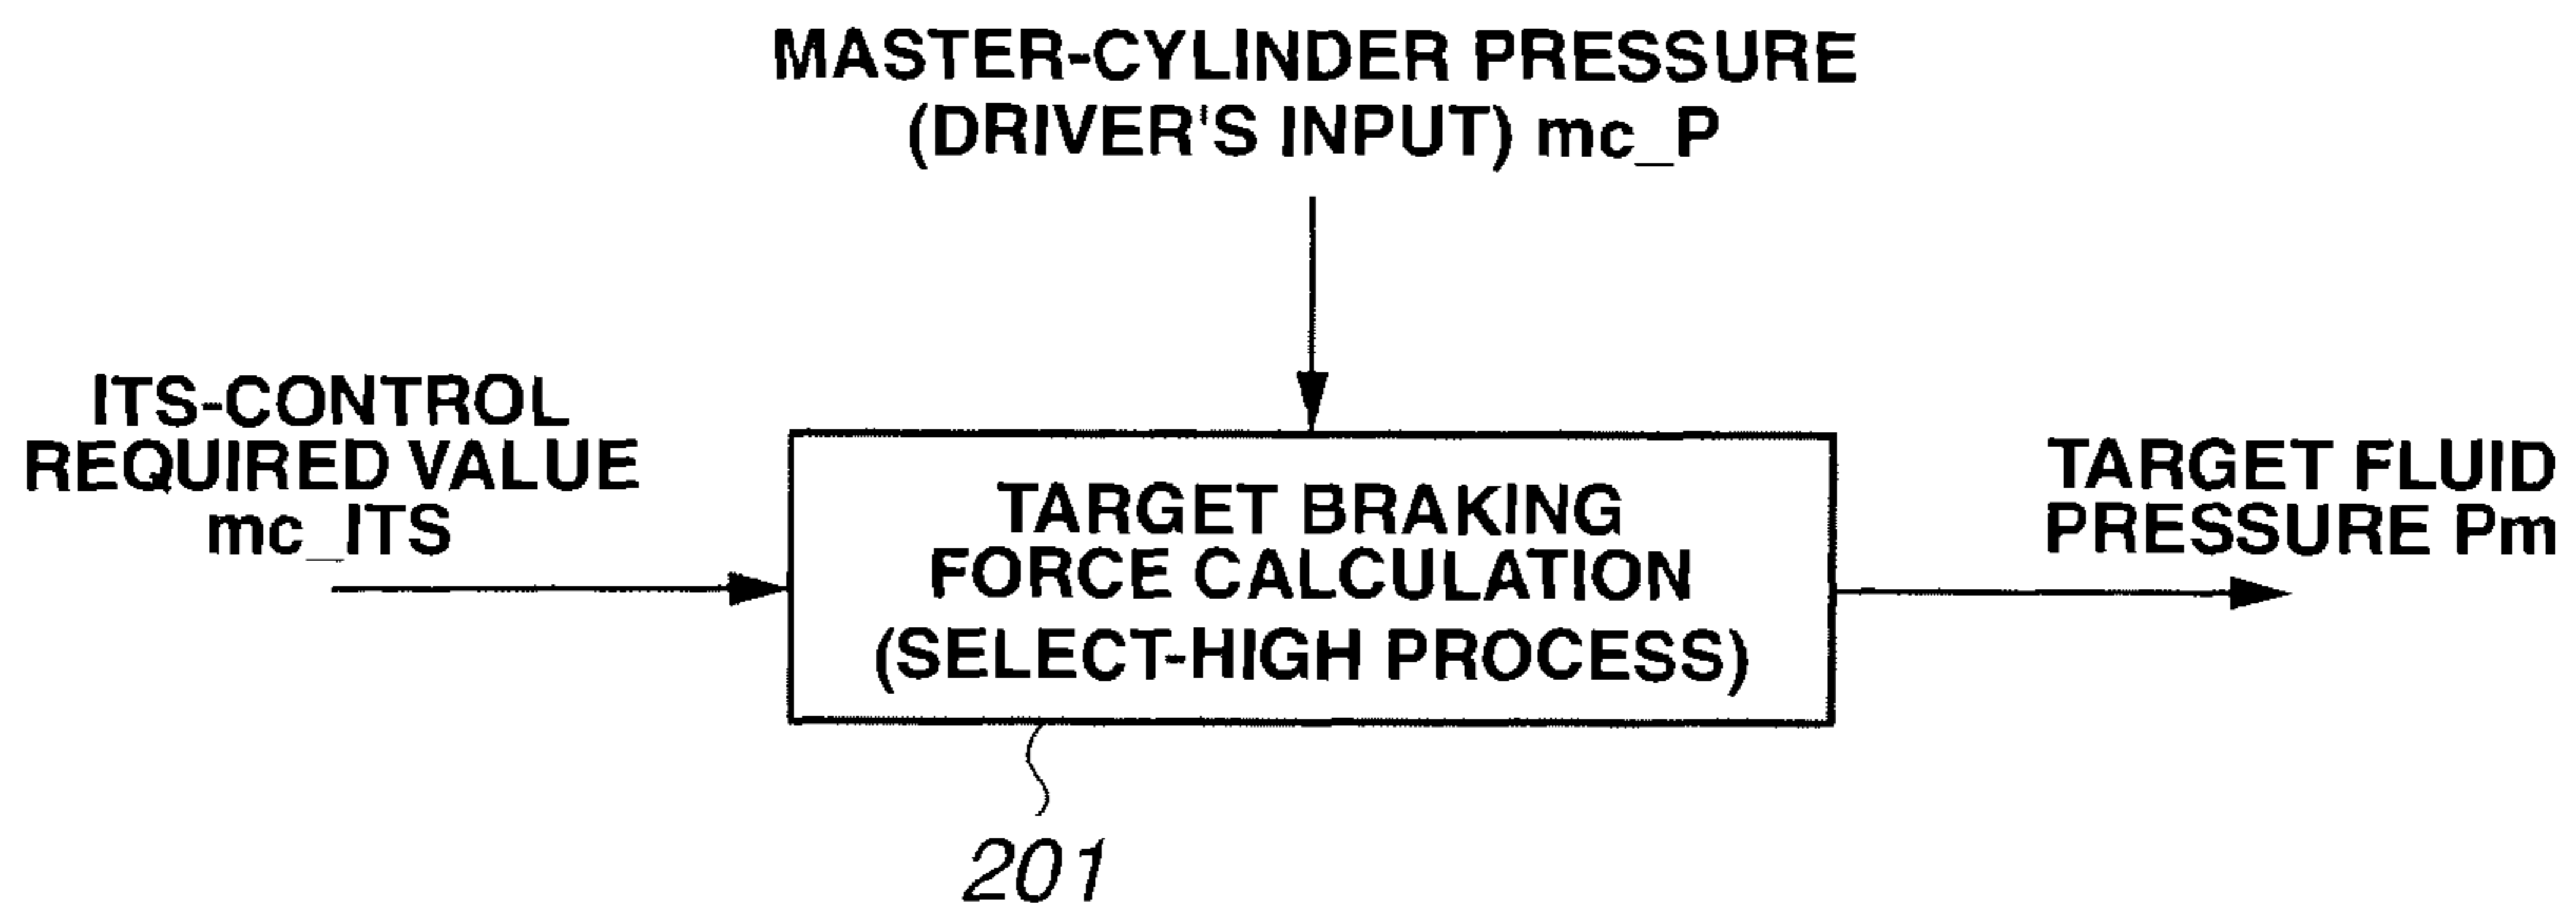 MASTER-CYLINDER PRESSURE
(DRIVER'S INPUT) mc_P
ITS-CONTROL
REQUIRED VALUE
mc_ITS
TARGET BRAKING
FORCE CALCULATION
(SELECT-HIGH PROCESS)
TARGET FLUID
PRESSURE Pm
201